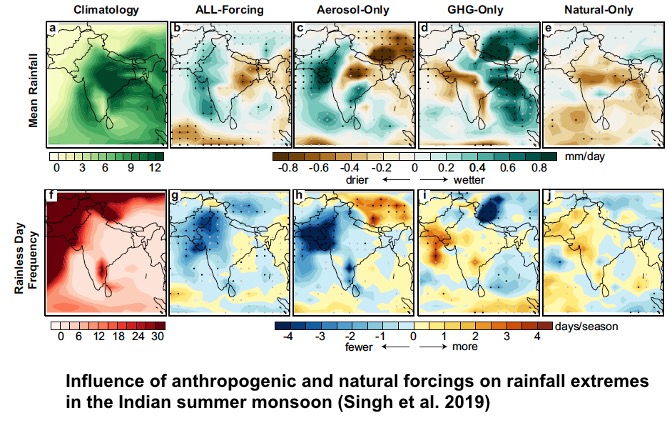 Climatology ALL-Forcing Aerosol-Only GHG-Only Natural-Only
Mean Rainfall
a b c d e
0 3 6 9 12
-0.8 -0.6 -0.4 -0.2 0 0.2 0.4 0.6 0.8 mm/day
drier ← → wetter
Rainless Day
Frequency
f g h i j
0 6 12 18 24 30
-4 -3 -2 -1 0 1 2 3 4 days/season
fewer ← → more
Influence of anthropogenic and natural forcings on rainfall extremes
in the Indian summer monsoon (Singh et al. 2019)